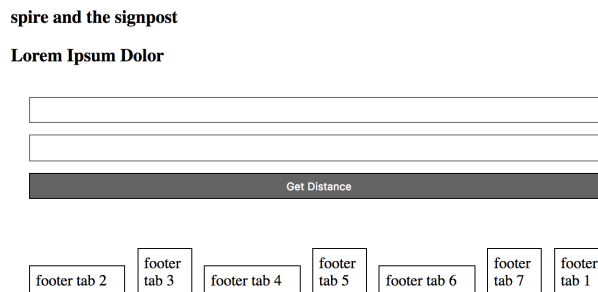 spire and the signpost
Lorem Ipsum Dolor
Get Distance
footer tab 2
footer
tab 3
footer tab 4
footer
tab 5
footer tab 6
footer
tab 7
footer
tab 1